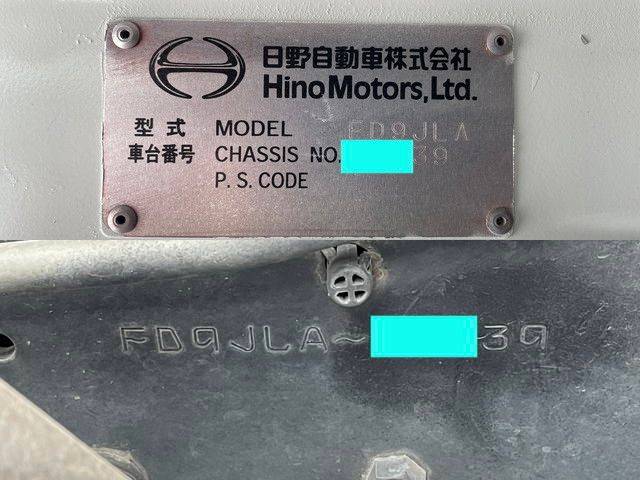 日野自動車株式会社
Hino Motors, Ltd.
型式 MODEL FD9JLA
車台番号 CHASSIS NO. 39
P. S. CODE
FD9JLA~ 39